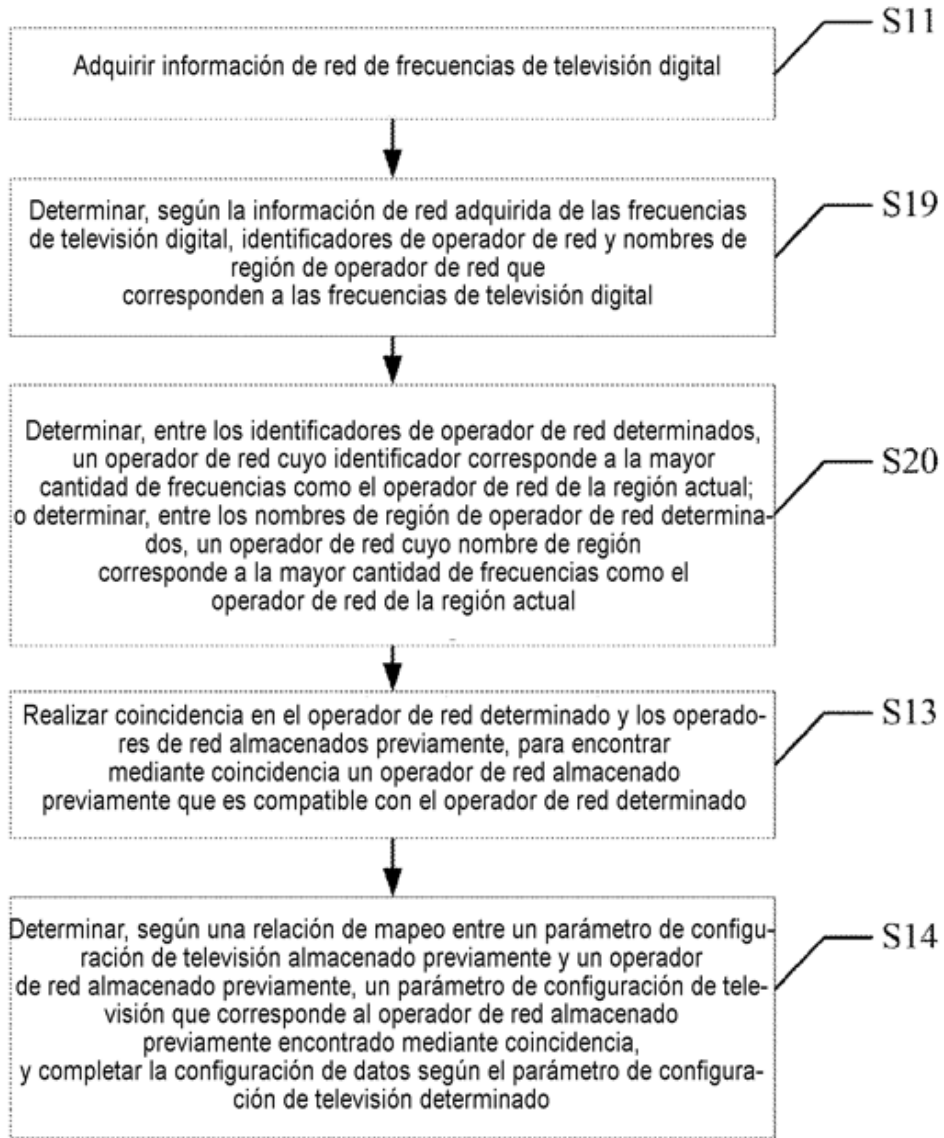 S11
Adquirir información de red de frecuencias de televisión digital
S19
Determinar, según la información de red adquirida de las frecuencias
de televisión digital, identificadores de operador de red y nombres de
región de operador de red que
corresponden a las frecuencias de televisión digital
S20
Determinar, entre los identificadores de operador de red determinados,
un operador de red cuyo identificador corresponde a la mayor
cantidad de frecuencias como el operador de red de la región actual;
o determinar, entre los nombres de región de operador de red determina-
dos, un operador de red cuyo nombre de región
corresponde a la mayor cantidad de frecuencias como el
operador de red de la región actual
S13
Realizar coincidencia en el operador de red determinado y los operado-
res de red almacenados previamente, para encontrar
mediante coincidencia un operador de red almacenado
previamente que es compatible con el operador de red determinado
S14
Determinar, según una relación de mapeo entre un parámetro de configu-
ración de televisión almacenado previamente y un operador
de red almacenado previamente, un parámetro de configuración de tele-
visión que corresponde al operador de red almacenado
previamente encontrado mediante coincidencia,
y completar la configuración de datos según el parámetro de configura-
ción de televisión determinado